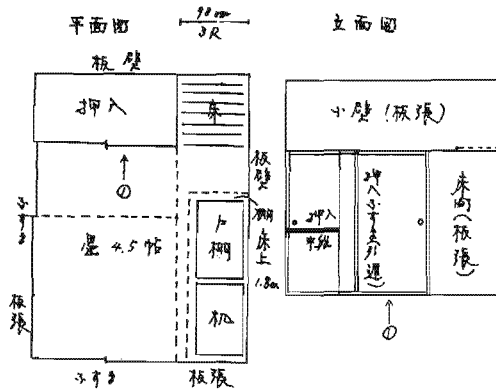 平面図
90cm
3R
立面図
板壁
押入
床
小壁(板張)
①
板壁
ふすま
畳 4.5帖
戸棚
棚床上
1.8m
机
板張
ふすま
板張
押入
中段
押入ふすま(引違)
床間(板張)
①